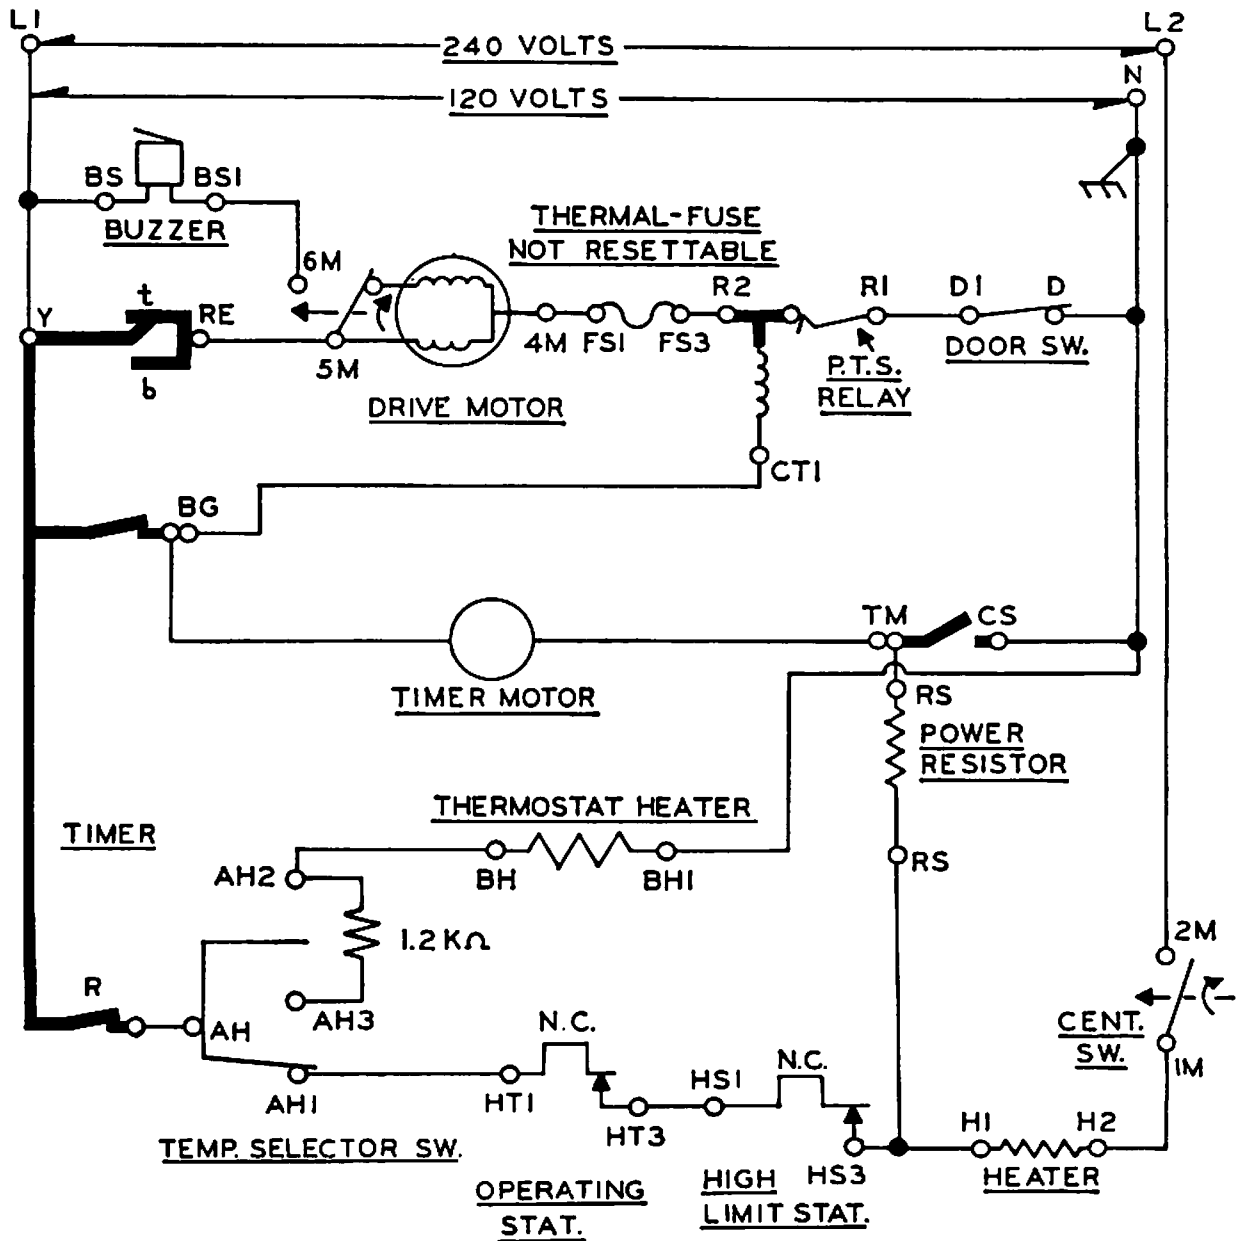 L1
240 VOLTS
L2
N
120 VOLTS
BS
BS1
BUZZER
THERMAL-FUSE
NOT RESETTABLE
6M
t
Y
RE
R2
R1
D1
D
4M
FS1
FS3
DOOR SW.
b
5M
P.T.S.
RELAY
DRIVE MOTOR
CT1
BG
TM
CS
TIMER MOTOR
RS
POWER
RESISTOR
THERMOSTAT HEATER
TIMER
AH2
BH
BH1
RS
1.2KΩ
2M
R
AH
AH3
N.C.
CENT.
SW.
N.C.
1M
AH1
HT1
HS1
HT3
H1
H2
TEMP. SELECTOR SW.
HS3
HEATER
OPERATING
STAT.
HIGH
LIMIT STAT.